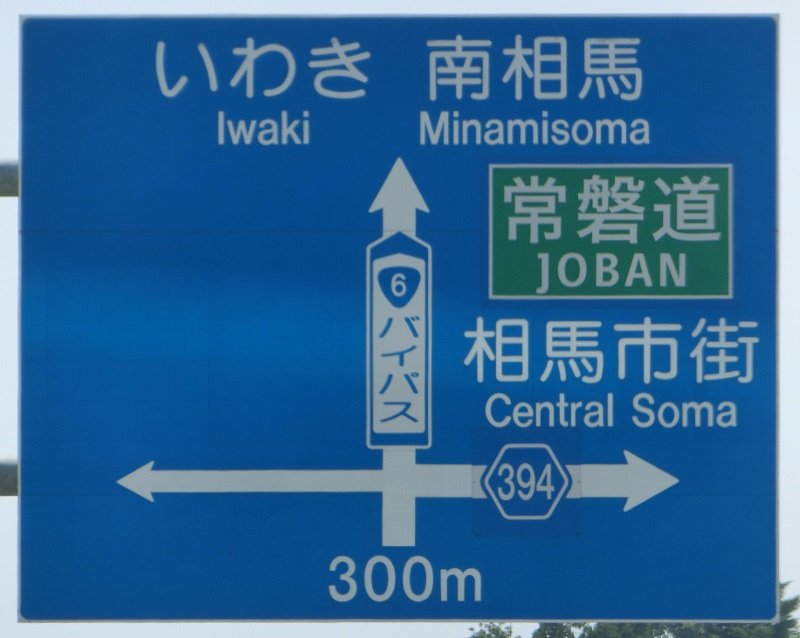 いわき 南相馬
Iwaki Minamisoma
常磐道
JOBAN
6
バイパス
相馬市街
Central Soma
394
300m